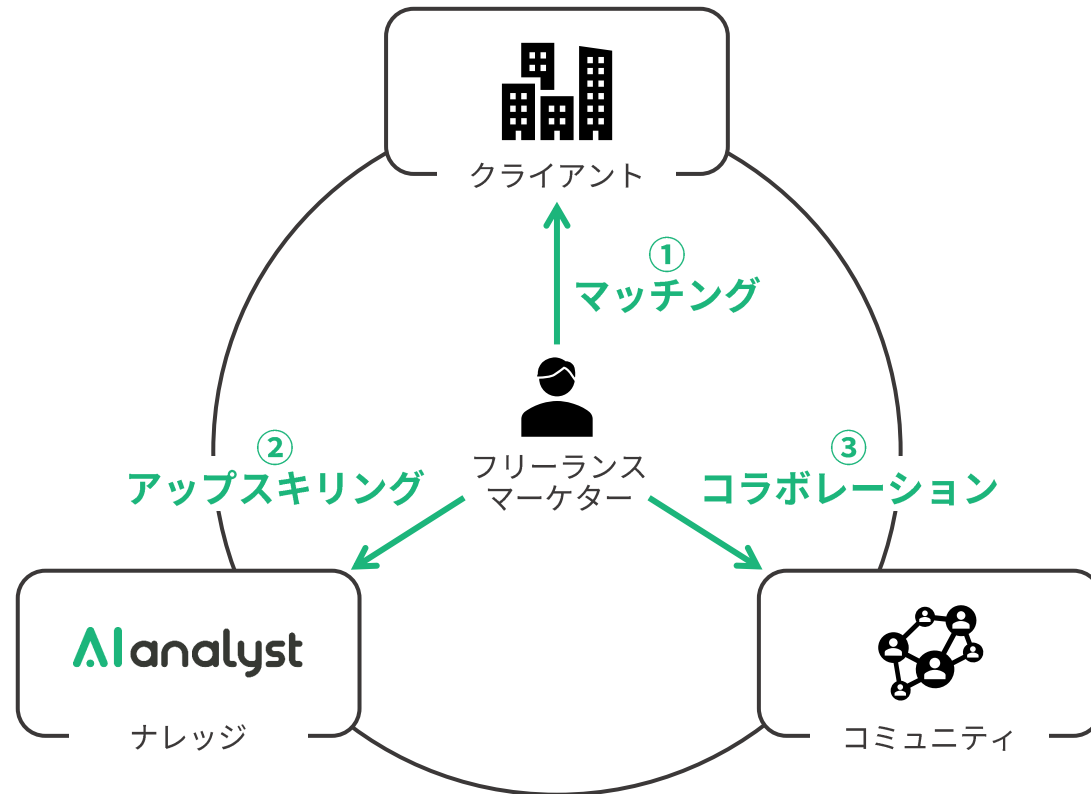 クライアント
①
マッチング
フリーランス
マーケター
②
アップスキリング
③
コラボレーション
AI analyst
ナレッジ
コミュニティ